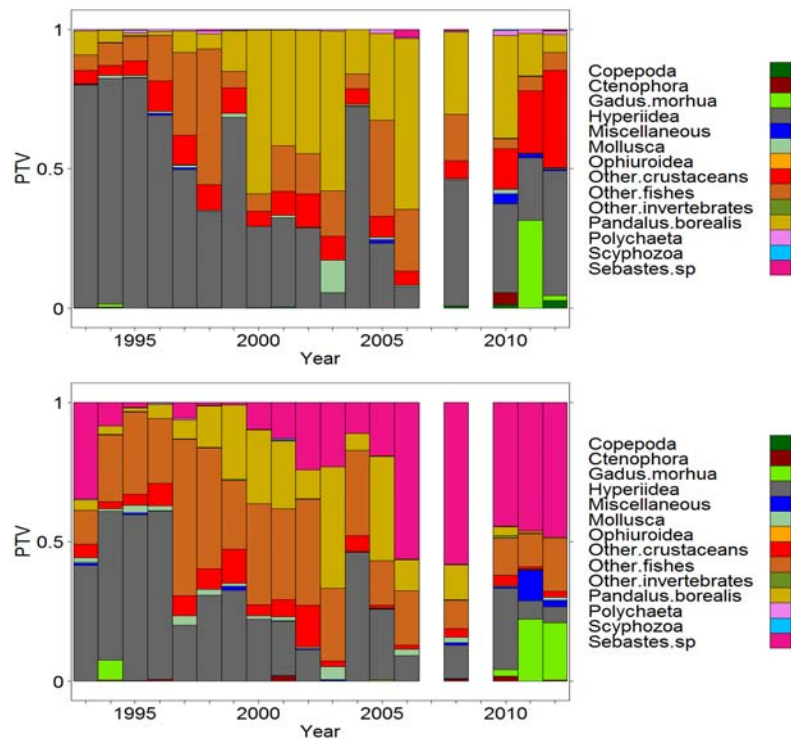 1
0.5
0
PTV
1995
2000
2005
2010
Year
Copepoda
Ctenophora
Gadus.morhua
Hyperiidea
Miscellaneous
Mollusca
Ophiuroidea
Other.crustaceans
Other.fishes
Other.invertebrates
Pandalus.borealis
Polychaeta
Scyphozoa
Sebastes.sp
1
0.5
0
PTV
1995
2000
2005
2010
Year
Copepoda
Ctenophora
Gadus.morhua
Hyperiidea
Miscellaneous
Mollusca
Ophiuroidea
Other.crustaceans
Other.fishes
Other.invertebrates
Pandalus.borealis
Polychaeta
Scyphozoa
Sebastes.sp